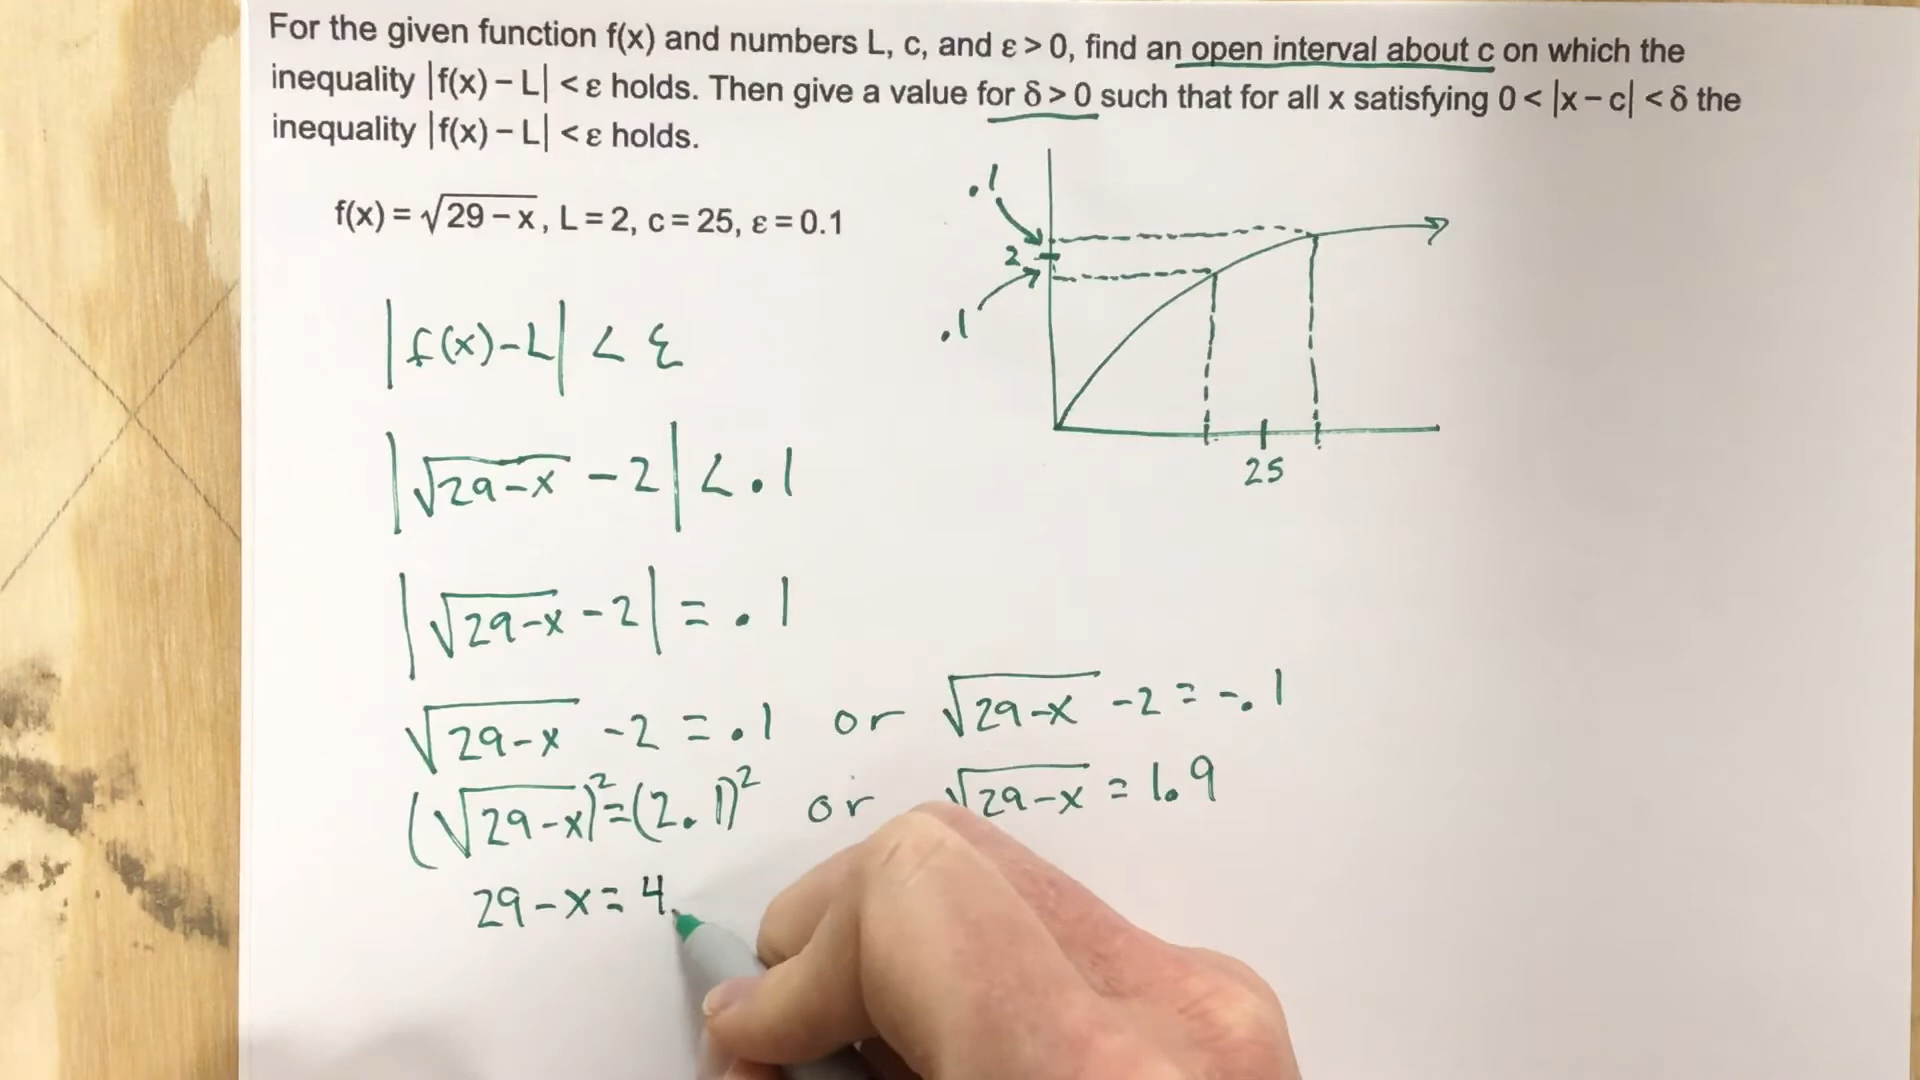 For the given function f(x) and numbers L, c, and ε > 0, find an open interval about c on which the
inequality |f(x) − L| < ε holds. Then give a value for δ > 0 such that for all x satisfying 0 < |x − c| < δ the
inequality |f(x) − L| < ε holds.
f(x) = √29 − x, L = 2, c = 25, ε = 0.1
.1
2
.1
25
|f(x)-L| < ε
|√29-x - 2| < .1
|√29-x - 2| = .1
√29-x - 2 = .1 or √29-x - 2 = -.1
(√29-x)² = (2.1)² or √29-x = 1.9
29-x = 4.